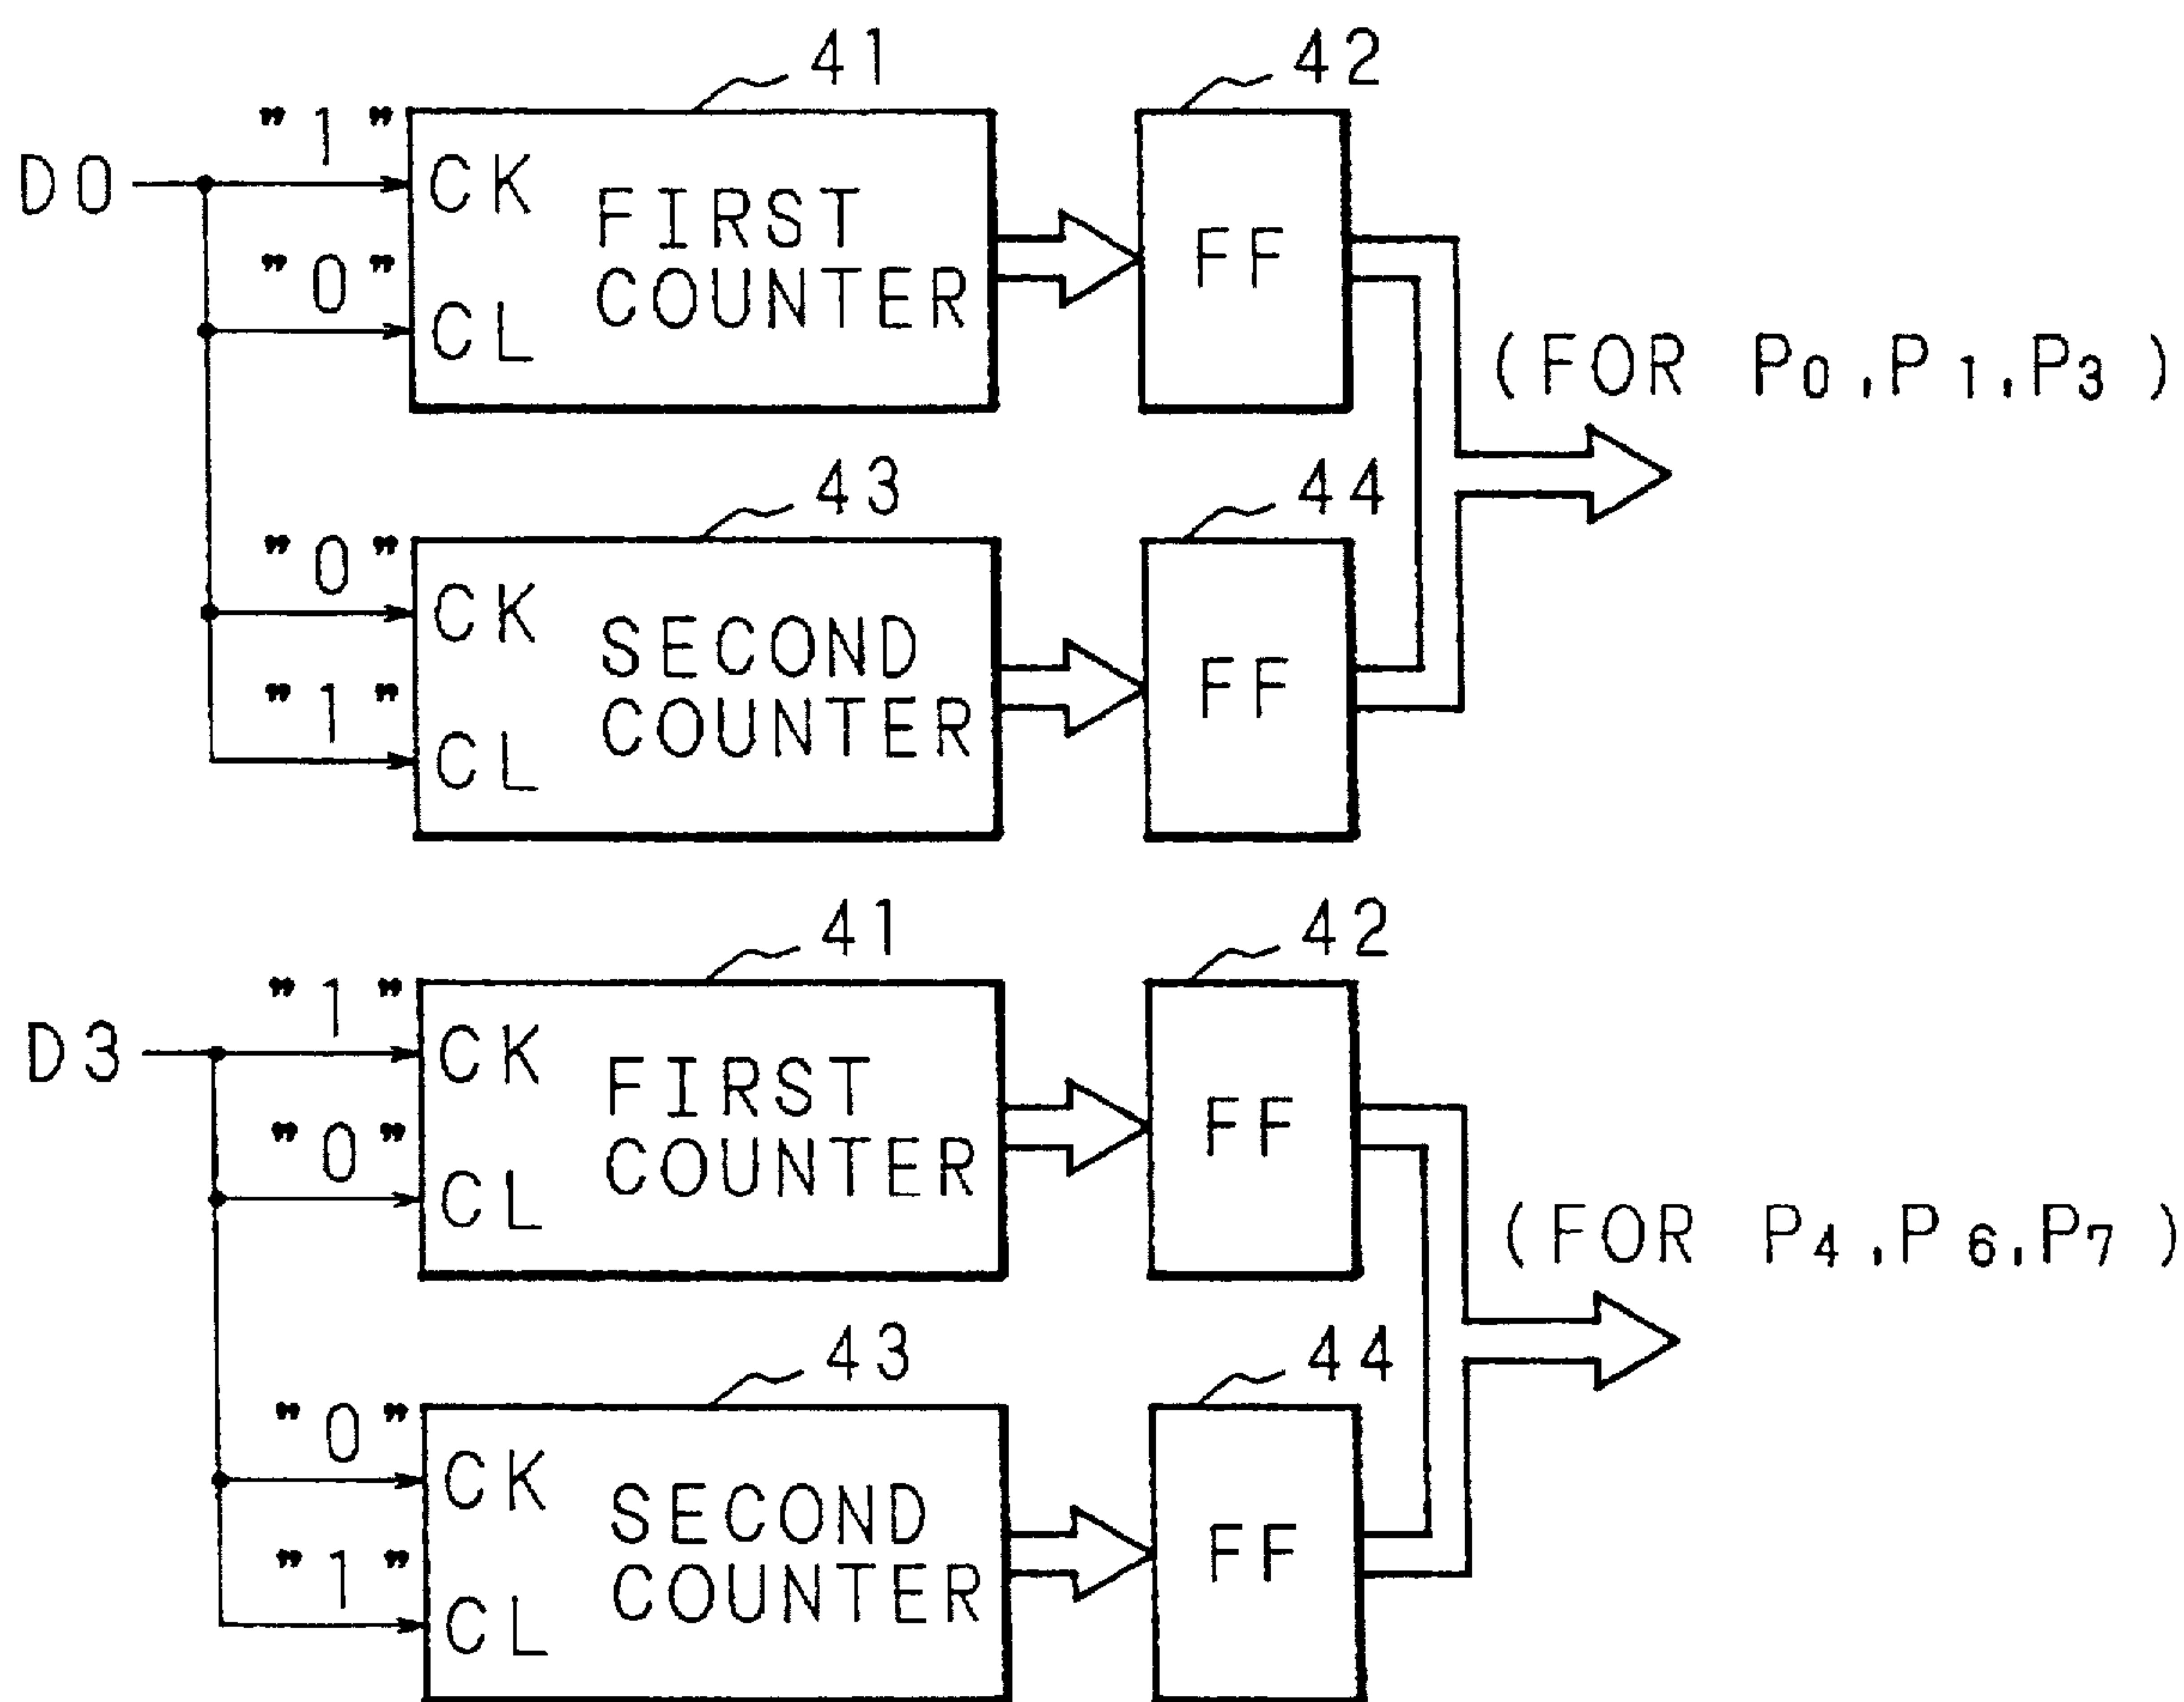 41
42
"1"
D0
CK
FIRST
COUNTER
"0"
CL
FF
(FOR P0,P1,P3)
43
44
"0"
CK
SECOND
COUNTER
"1"
CL
FF
41
42
"1"
D3
CK
FIRST
COUNTER
"0"
CL
FF
(FOR P4,P6,P7)
43
44
"0"
CK
SECOND
COUNTER
"1"
CL
FF